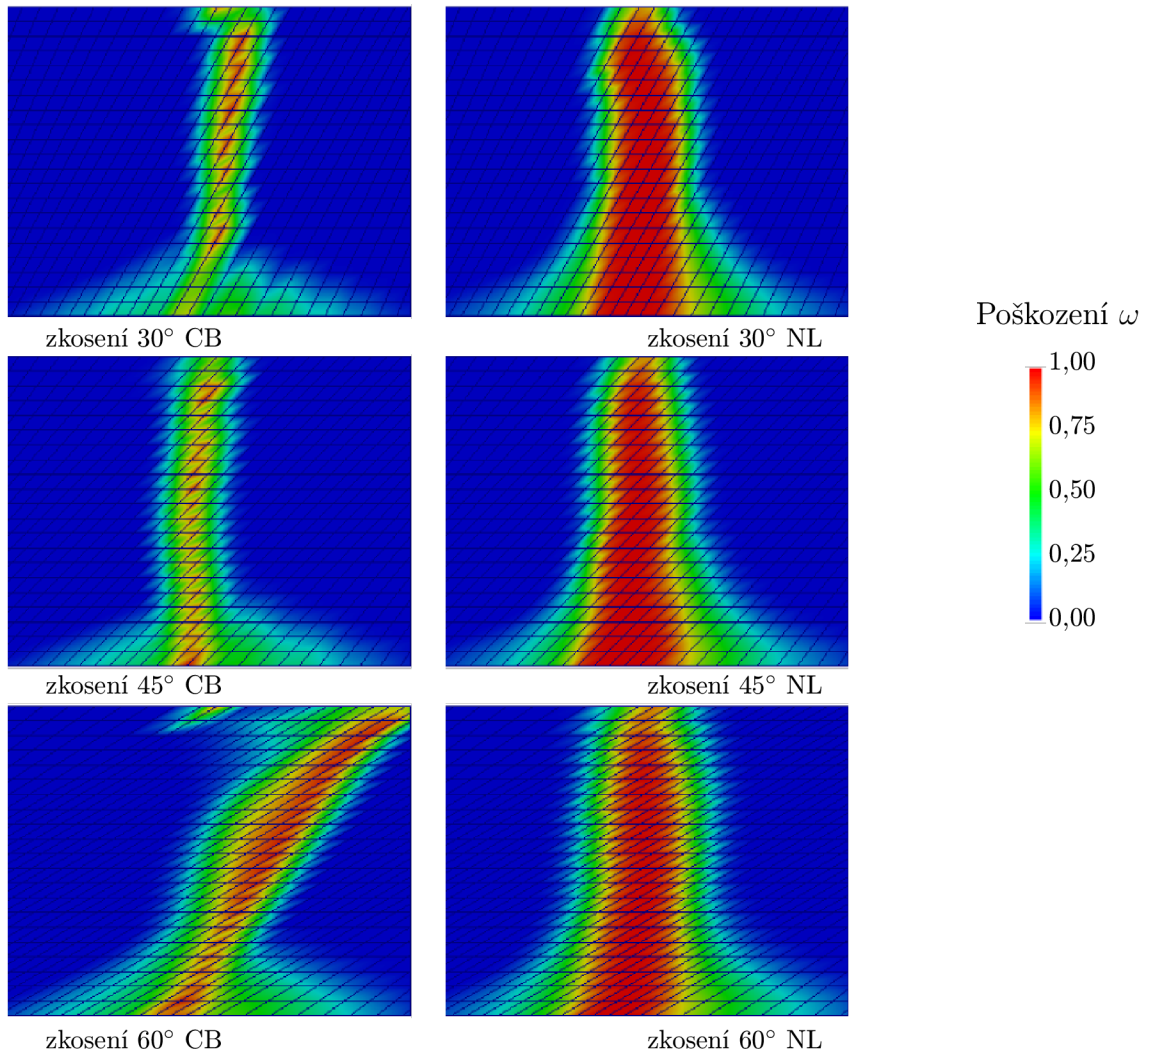 zkosení 30° CB
zkosení 30° NL
Poškození ω
1,00
0,75
0,50
0,25
0,00
zkosení 45° CB
zkosení 45° NL
zkosení 60° CB
zkosení 60° NL